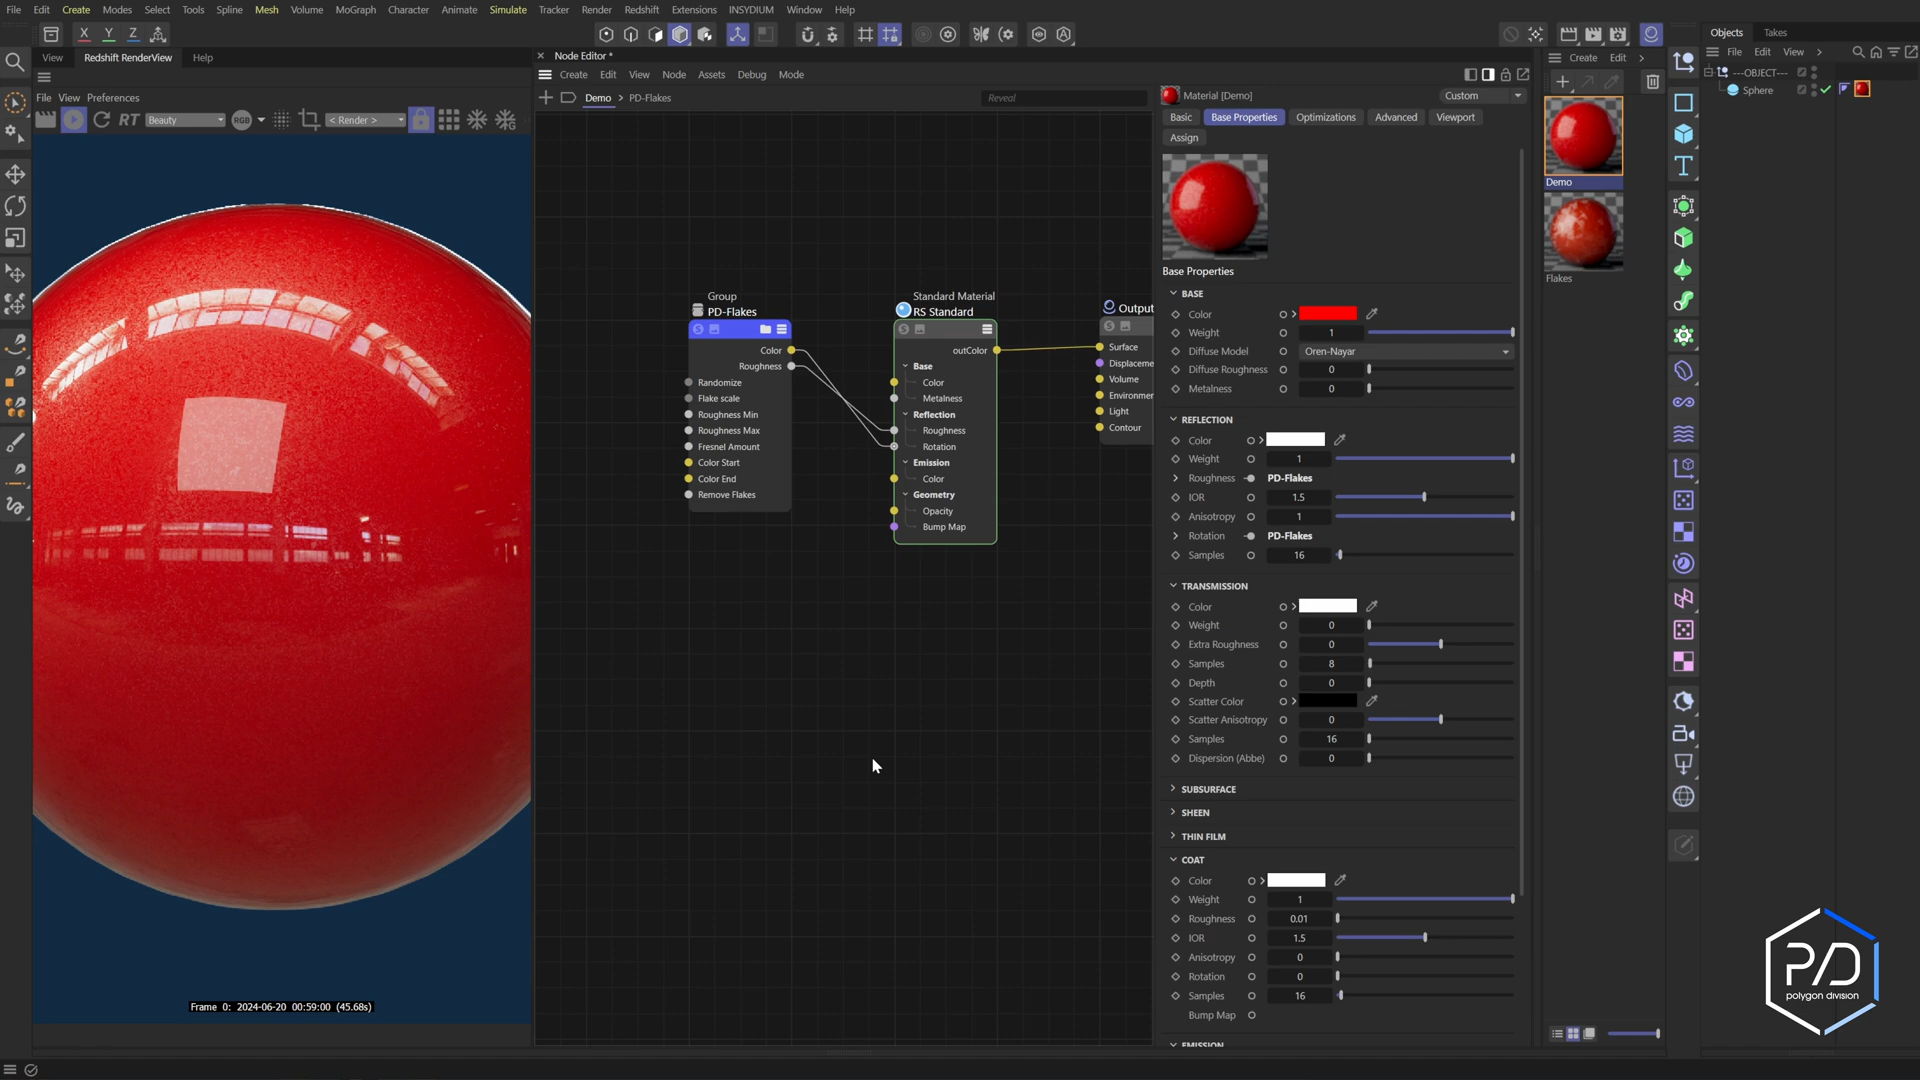 File Edit Create Modes Select Tools Spline Mesh Volume MoGraph Character Animate Simulate Tracker Render Redshift Extensions INSYDIUM Window Help
X Y Z
Objects Takes
View Redshift RenderView Help
Node Editor *
Create Edit View Node Assets Debug Mode
Create Edit
File Edit View
---OBJECT---
Sphere
File View Preferences
RT Beauty RGB < Render >
Demo > PD-Flakes
Reveal
Material [Demo]
Custom
Basic Base Properties Optimizations Advanced Viewport
Assign
Demo
Flakes
Group
PD-Flakes
Color
Roughness
Randomize
Flake scale
Roughness Min
Roughness Max
Fresnel Amount
Color Start
Color End
Remove Flakes
Standard Material
RS Standard
outColor
Base
Color
Metalness
Reflection
Roughness
Rotation
Emission
Color
Geometry
Opacity
Bump Map
Output
Surface
Displaceme
Volume
Environmen
Light
Contour
Base Properties
BASE
Color
Weight 1
Diffuse Model Oren-Nayar
Diffuse Roughness 0
Metalness 0
REFLECTION
Color
Weight 1
Roughness PD-Flakes
IOR 1.5
Anisotropy 1
Rotation PD-Flakes
Samples 16
TRANSMISSION
Color
Weight 0
Extra Roughness 0
Samples 8
Depth 0
Scatter Color
Scatter Anisotropy 0
Samples 16
Dispersion (Abbe) 0
SUBSURFACE
SHEEN
THIN FILM
COAT
Color
Weight 1
Roughness 0.01
IOR 1.5
Anisotropy 0
Rotation 0
Samples 16
Bump Map
EMISSION
Frame 0: 2024-06-20 00:59:00 (45.68s)
P/D
polygon division